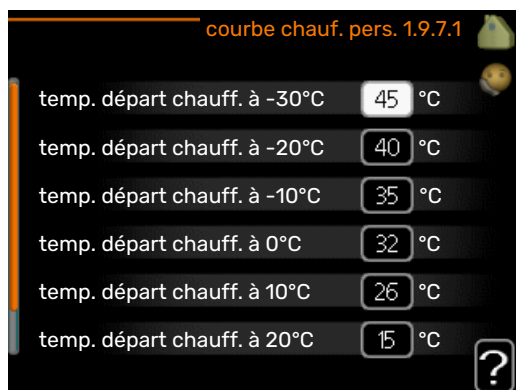 courbe chauf. pers. 1.9.7.1
temp. départ chauff. à -30°C 45 °C
temp. départ chauff. à -20°C 40 °C
temp. départ chauff. à -10°C 35 °C
temp. départ chauff. à 0°C 32 °C
temp. départ chauff. à 10°C 26 °C
temp. départ chauff. à 20°C 15 °C
?